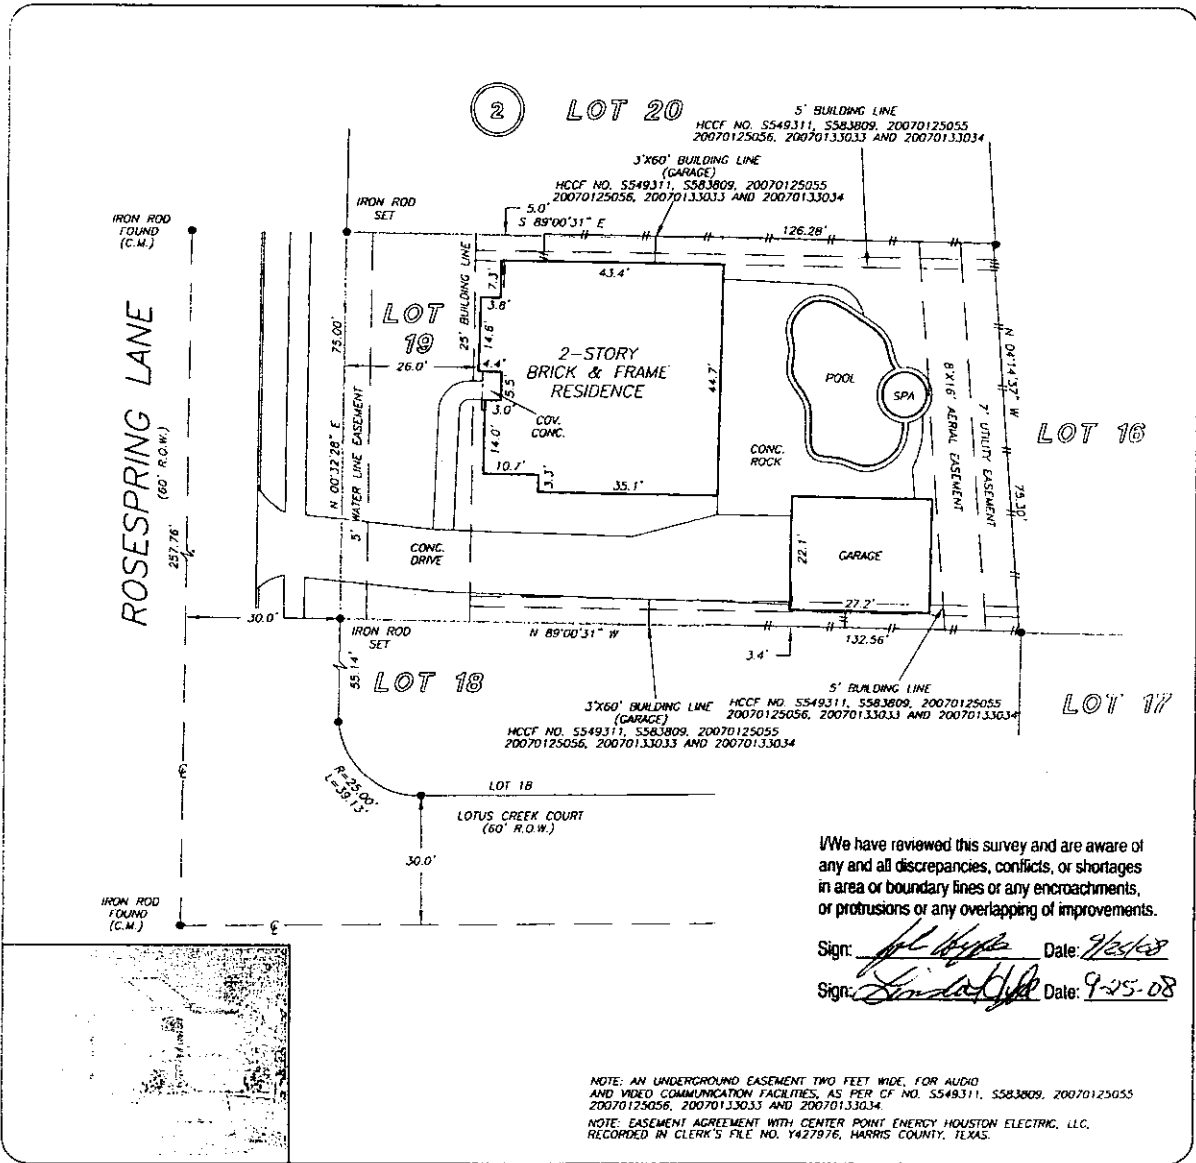 2
LOT 20
5' BUILDING LINE
HCCF NO. S549311, S583809, 20070125055
20070125056, 20070133033 AND 20070133034
3'X60' BUILDING LINE
(GARAGE)
HCCF NO. S549311, S583809, 20070125055
20070125056, 20070133033 AND 20070133034
IRON ROD
FOUND
(C.M.)
IRON ROD
SET
5.0'
S 89°00'31" E
126.28'
43.4'
7.3'
3.8'
14.6'
4.4'
5.5'
3.0'
14.0'
10.7'
3.3'
35.1'
44.7'
LOT
19
25' BUILDING LINE
26.0'
75.00'
N 00°32'28" E
5' WATER LINE EASEMENT
2-STORY
BRICK & FRAME
RESIDENCE
COV.
CONC.
POOL
SPA
CONC.
ROCK
8'X16' AERIAL EASEMENT
7' UTILITY EASEMENT
N 04°14'37" W
75.30'
LOT 16
ROSESPRING LANE
(60' R.O.W.)
257.76'
CONC.
DRIVE
22.1'
GARAGE
27.2'
30.0'
IRON ROD
SET
N 89°00'31" W
132.56'
3.4'
55.14'
LOT 18
5' BUILDING LINE
HCCF NO. S549311, S583809, 20070125055
20070125056, 20070133033 AND 20070133034
3'X60' BUILDING LINE
(GARAGE)
HCCF NO. S549311, S583809, 20070125055
20070125056, 20070133033 AND 20070133034
LOT 17
R=25.00'
L=39.13'
LOT 18
LOTUS CREEK COURT
(60' R.O.W.)
30.0'
IRON ROD
FOUND
(C.M.)
I/We have reviewed this survey and are aware of
any and all discrepancies, conflicts, or shortages
in area or boundary lines or any encroachments,
or protrusions or any overlapping of improvements.
Sign: Date: 9/25/08
Sign: Linda Date: 9-25-08
NOTE: AN UNDERGROUND EASEMENT TWO FEET WIDE, FOR AUDIO
AND VIDEO COMMUNICATION FACILITIES, AS PER CF NO. S549311, S583809, 20070125055
20070125056, 20070133033 AND 20070133034.
NOTE: EASEMENT AGREEMENT WITH CENTER POINT ENERGY HOUSTON ELECTRIC, LLC,
RECORDED IN CLERK'S FILE NO. Y427976, HARRIS COUNTY, TEXAS.